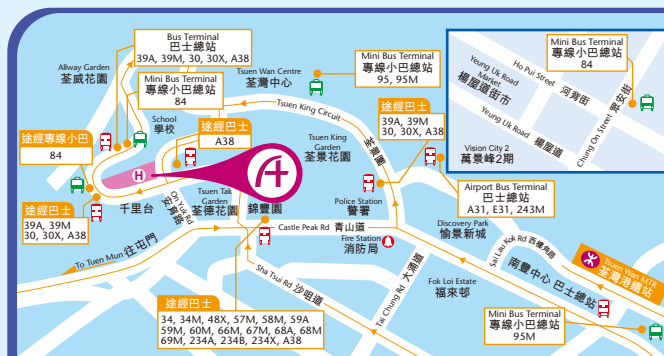 Bus Terminal
巴士總站
39A, 39M, 30, 30X, A38
Allway Garden
荃威花園
Mini Bus Terminal
專線小巴總站
84
School
學校
途經專線小巴
84
途經巴士
A38
H
途經巴士
39A, 39M
30, 30X, A38
千里台
On Yuk Rd
安育路
To Tuen Mun 往屯門
Tsuen Wan Centre
荃灣中心
Mini Bus Terminal
專線小巴總站
95, 95M
Tsuen King Circuit
荃景圍
Tsuen King
Garden
荃景花園
途經巴士
39A, 39M
30, 30X, A38
Tsuen Tak
Garden
荃德花園
錦豐園
Police Station
警署
Castle Peak Rd 青山道
Fire Station
消防局
Sha Tsui Rd 沙咀道
Tai Chung Rd 大涌道
途經巴士
34, 34M, 48X, 57M, 58M, 59A
59M, 60M, 66M, 67M, 68A, 68M
69M, 234A, 234B, 234X, A38
Mini Bus Terminal
專線小巴總站
84
Yeung Uk Road
Market
楊屋道街市
Ho Pui Street 河背街
Yeung Uk Road 楊屋道
Chung On Street 眾安街
Vision City 2
萬景峰2期
Airport Bus Terminal
巴士總站
A31, E31, 243M
Discovery Park
愉景新城
Sai Lau Kok Rd 西樓角路
Tsuen Wan MTR
荃灣港鐵站
南豐中心 巴士總站
Fok Loi Estate
福來邨
Mini Bus Terminal
專線小巴總站
95M